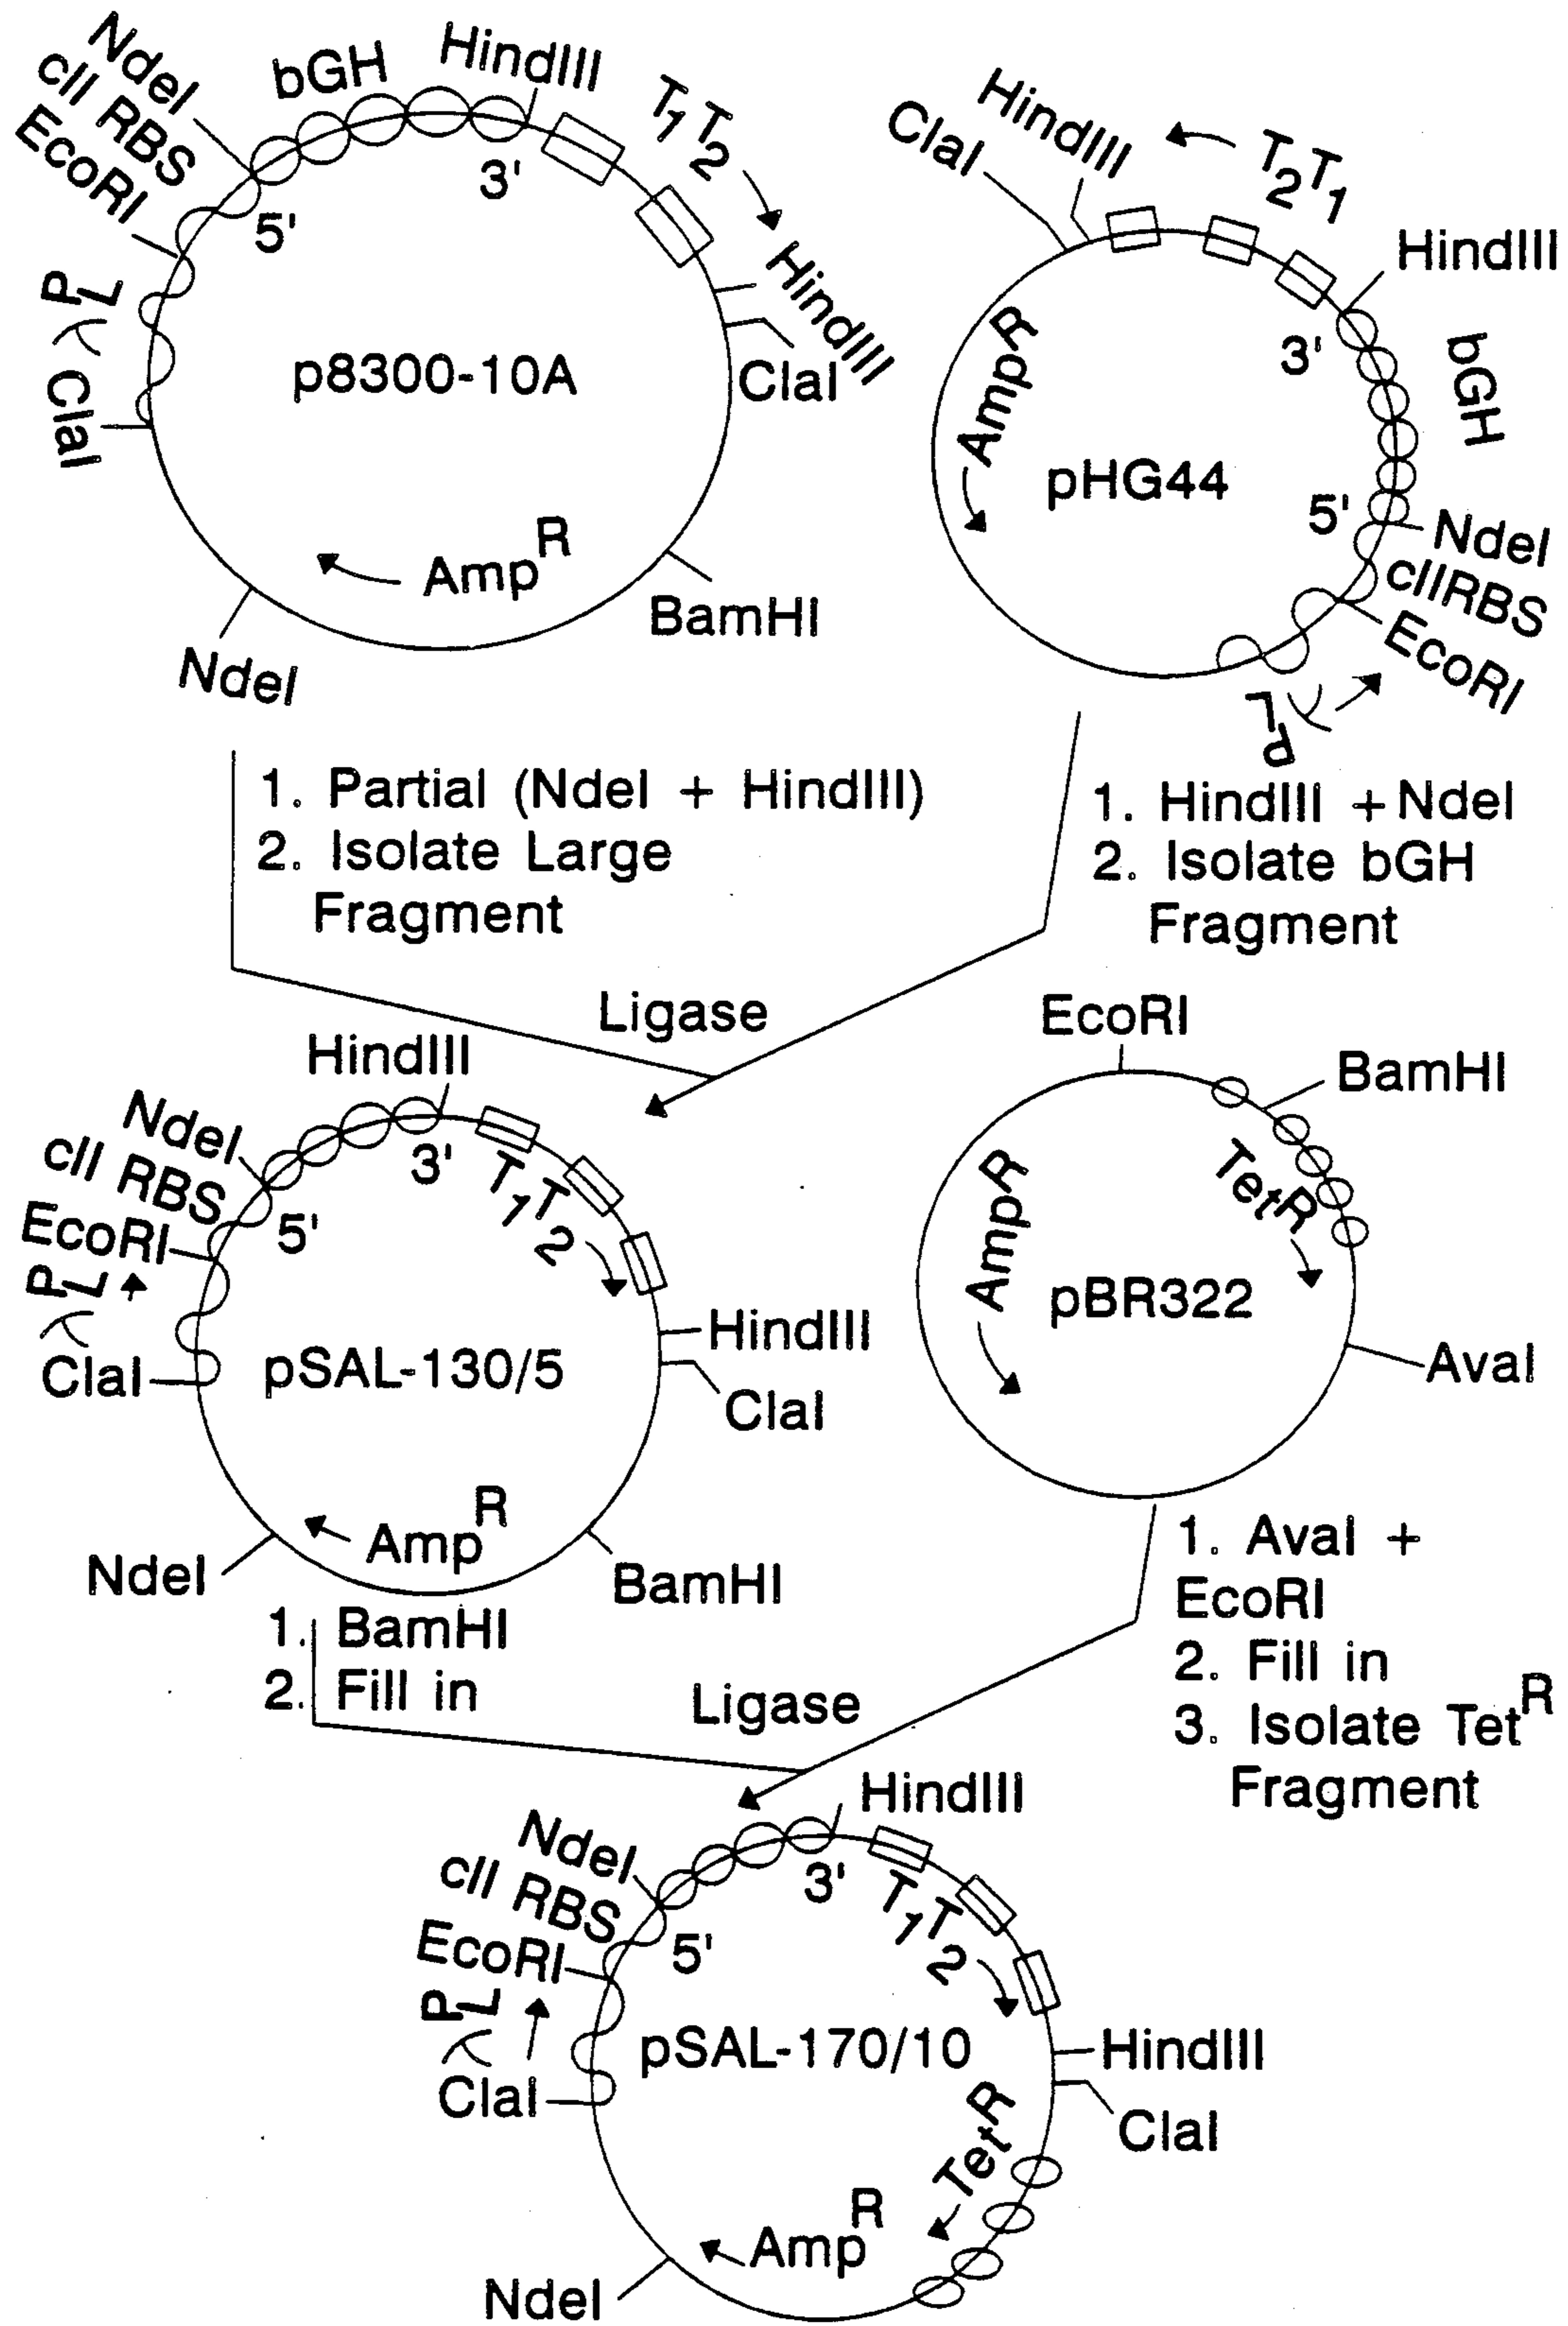 NdeI
cII RBS
EcoRI
bGH
HindIII
T1T2
5'
3'
HindIII
ClaI
PL
ClaI
p8300-10A
AmpR
BamHI
NdeI
ClaI
HindIII
T2T1
HindIII
AmpR
3'
bGH
pHG44
5'
NdeI
cIIRBS
EcoRI
PL
1. Partial (NdeI + HindIII)
2. Isolate Large
Fragment
1. HindIII + NdeI
2. Isolate bGH
Fragment
Ligase
HindIII
NdeI
cII RBS
EcoRI
3'
T1T2
5'
PL
ClaI
pSAL-130/5
HindIII
ClaI
AmpR
NdeI
BamHI
EcoRI
BamHI
AmpR
TetR
pBR322
AvaI
1. BamHI
2. Fill in
1. AvaI +
EcoRI
2. Fill in
3. Isolate TetR
Fragment
Ligase
HindIII
NdeI
cII RBS
EcoRI
3'
T1T2
5'
PL
ClaI
pSAL-170/10
HindIII
ClaI
TetR
AmpR
NdeI